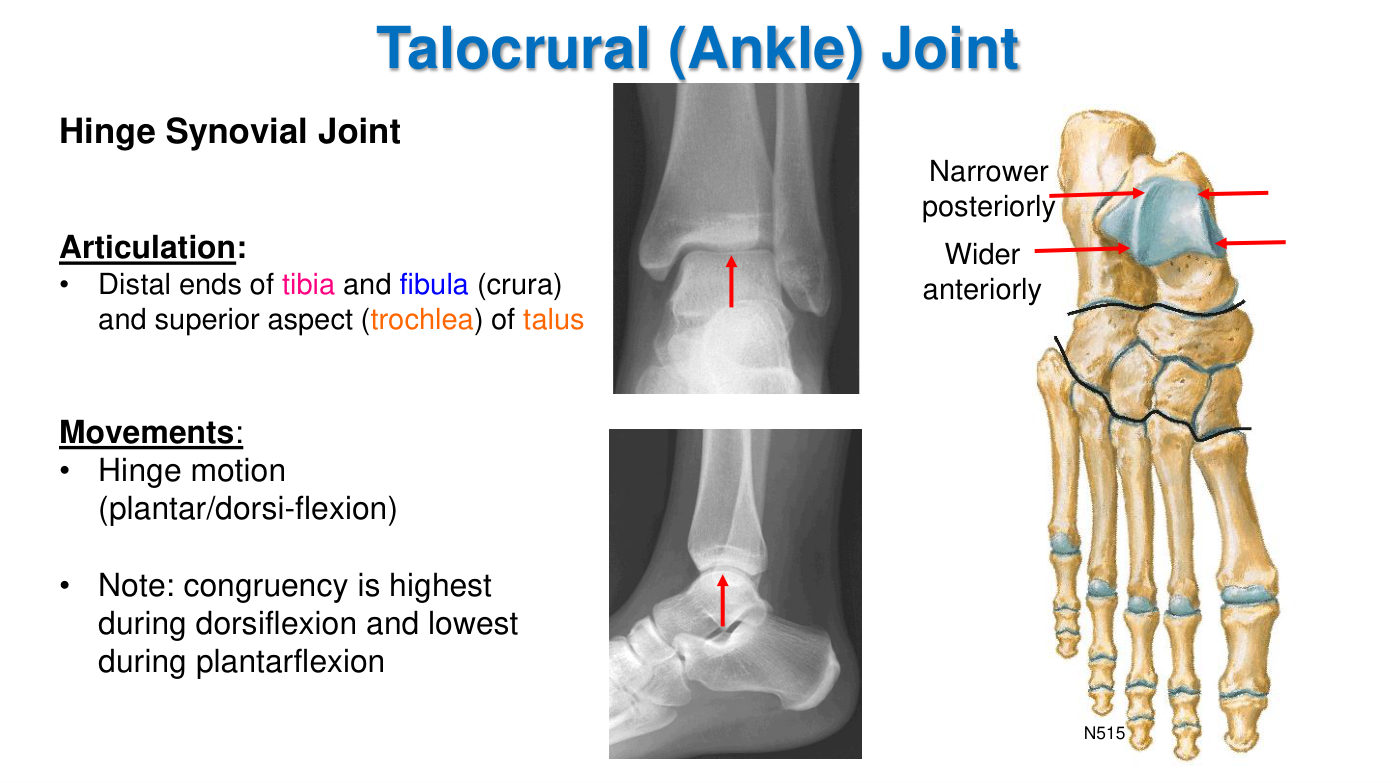 Talocrural (Ankle) Joint
Hinge Synovial Joint
Articulation:
• Distal ends of tibia and fibula (crura)
and superior aspect (trochlea) of talus
Movements:
• Hinge motion
(plantar/dorsi-flexion)
• Note: congruency is highest
during dorsiflexion and lowest
during plantarflexion
Narrower
posteriorly
Wider
anteriorly
N515